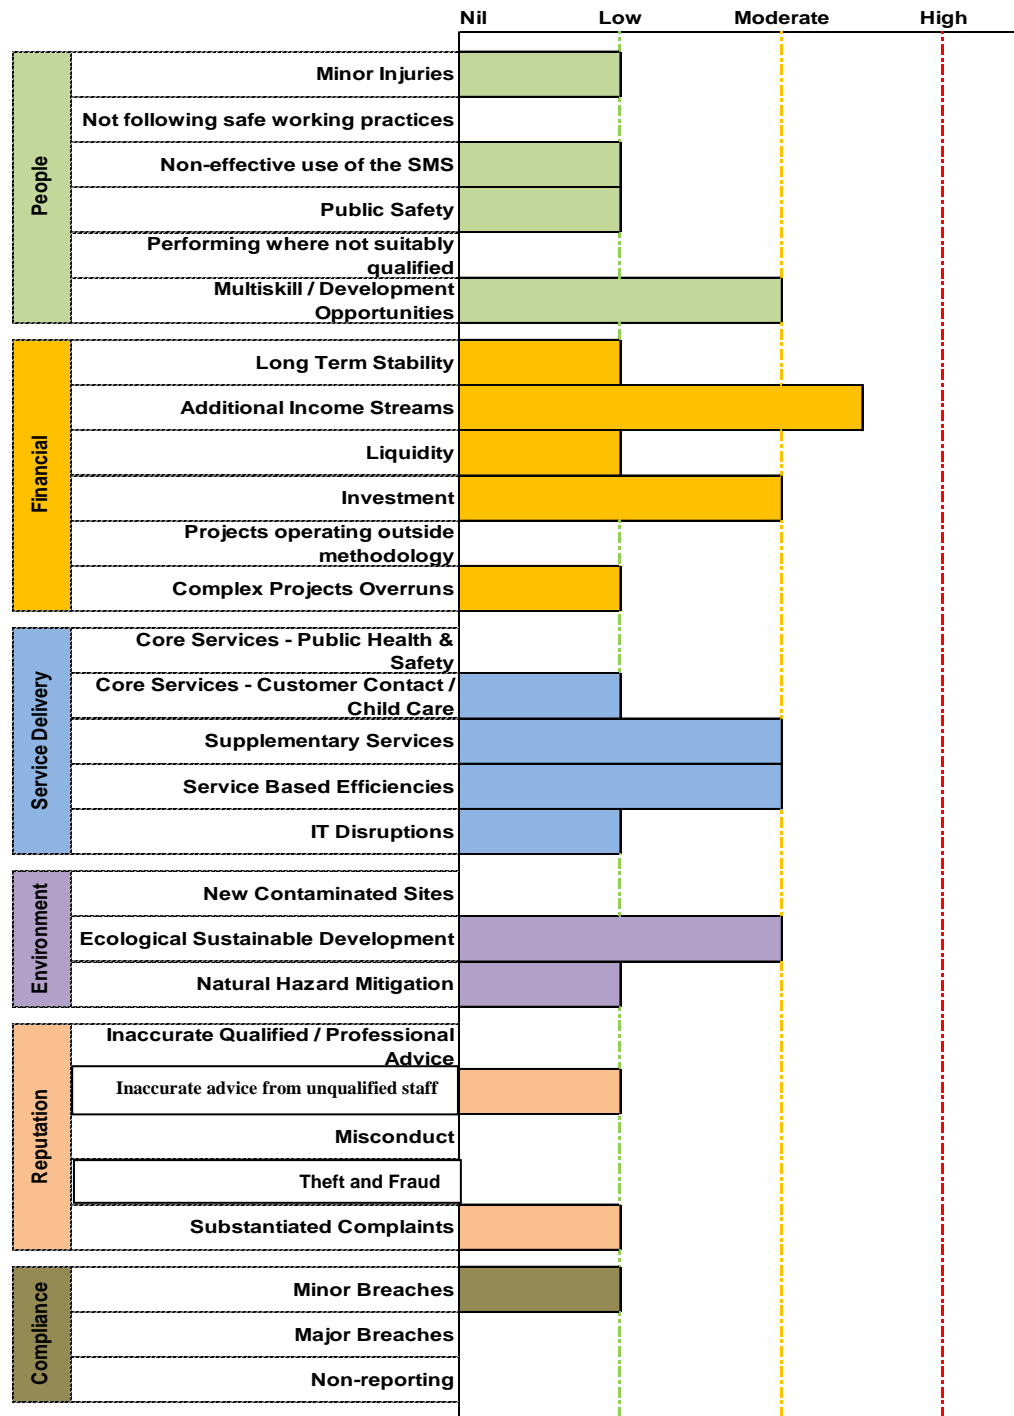 Nil Low Moderate High
People
Minor Injuries
Not following safe working practices
Non-effective use of the SMS
Public Safety
Performing where not suitably
qualified
Multiskill / Development
Opportunities
Financial
Long Term Stability
Additional Income Streams
Liquidity
Investment
Projects operating outside
methodology
Complex Projects Overruns
Service Delivery
Core Services - Public Health &
Safety
Core Services - Customer Contact /
Child Care
Supplementary Services
Service Based Efficiencies
IT Disruptions
Environment
New Contaminated Sites
Ecological Sustainable Development
Natural Hazard Mitigation
Reputation
Inaccurate Qualified / Professional
Advice
Inaccurate advice from unqualified staff
Misconduct
Theft and Fraud
Substantiated Complaints
Compliance
Minor Breaches
Major Breaches
Non-reporting